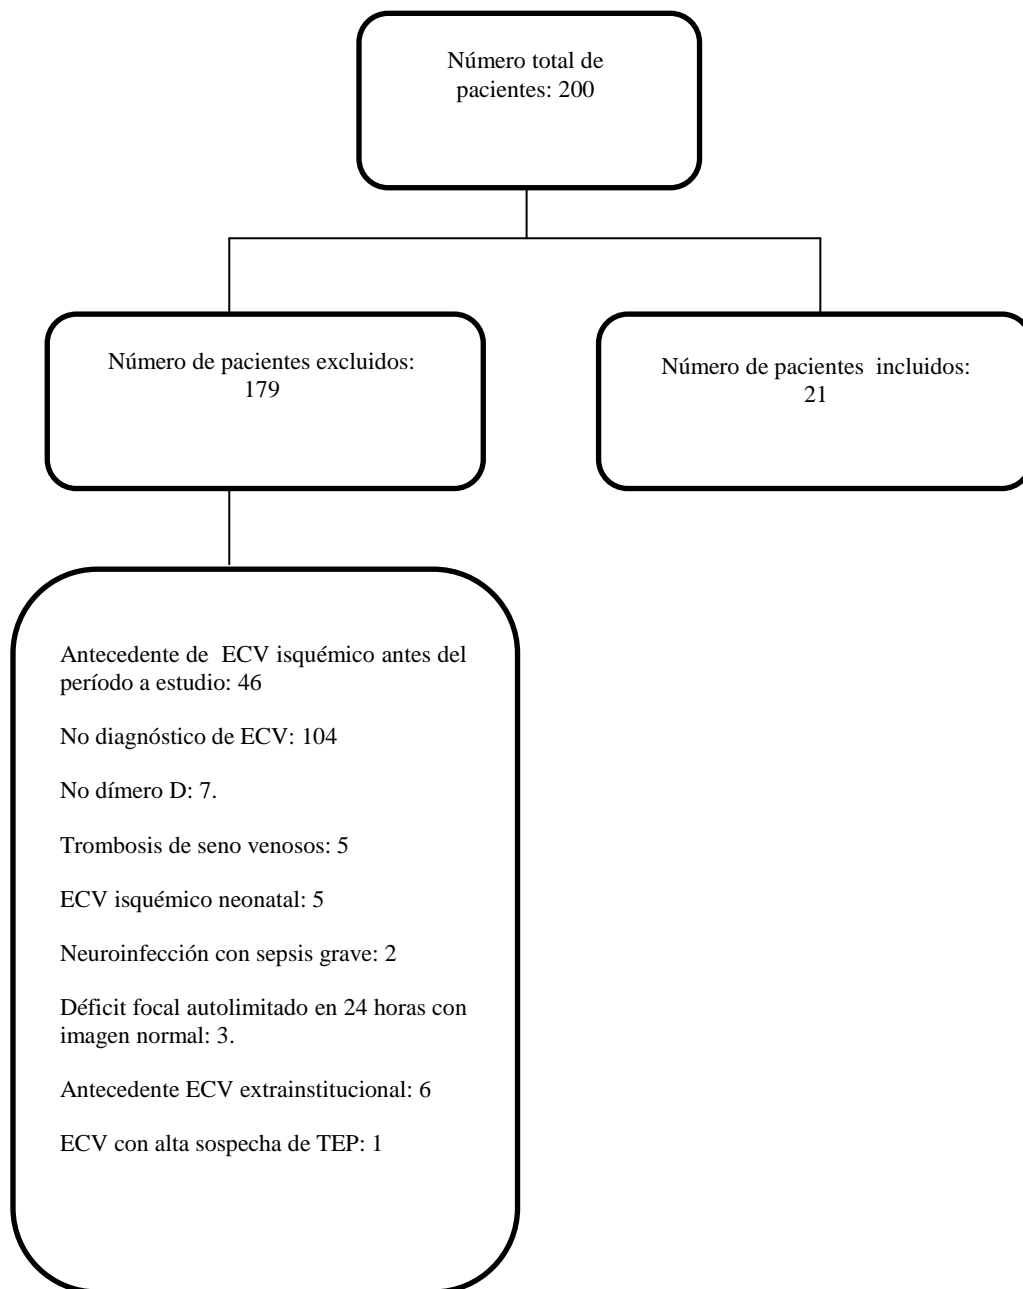 Número total de
pacientes: 200
Número de pacientes excluidos:
179
Número de pacientes  incluidos:
21
Antecedente de  ECV isquémico antes del
período a estudio: 46
No diagnóstico de ECV: 104
No dímero D: 7.
Trombosis de seno venosos: 5
ECV isquémico neonatal: 5
Neuroinfección con sepsis grave: 2
Déficit focal autolimitado en 24 horas con
imagen normal: 3.
Antecedente ECV extrainstitucional: 6
ECV con alta sospecha de TEP: 1